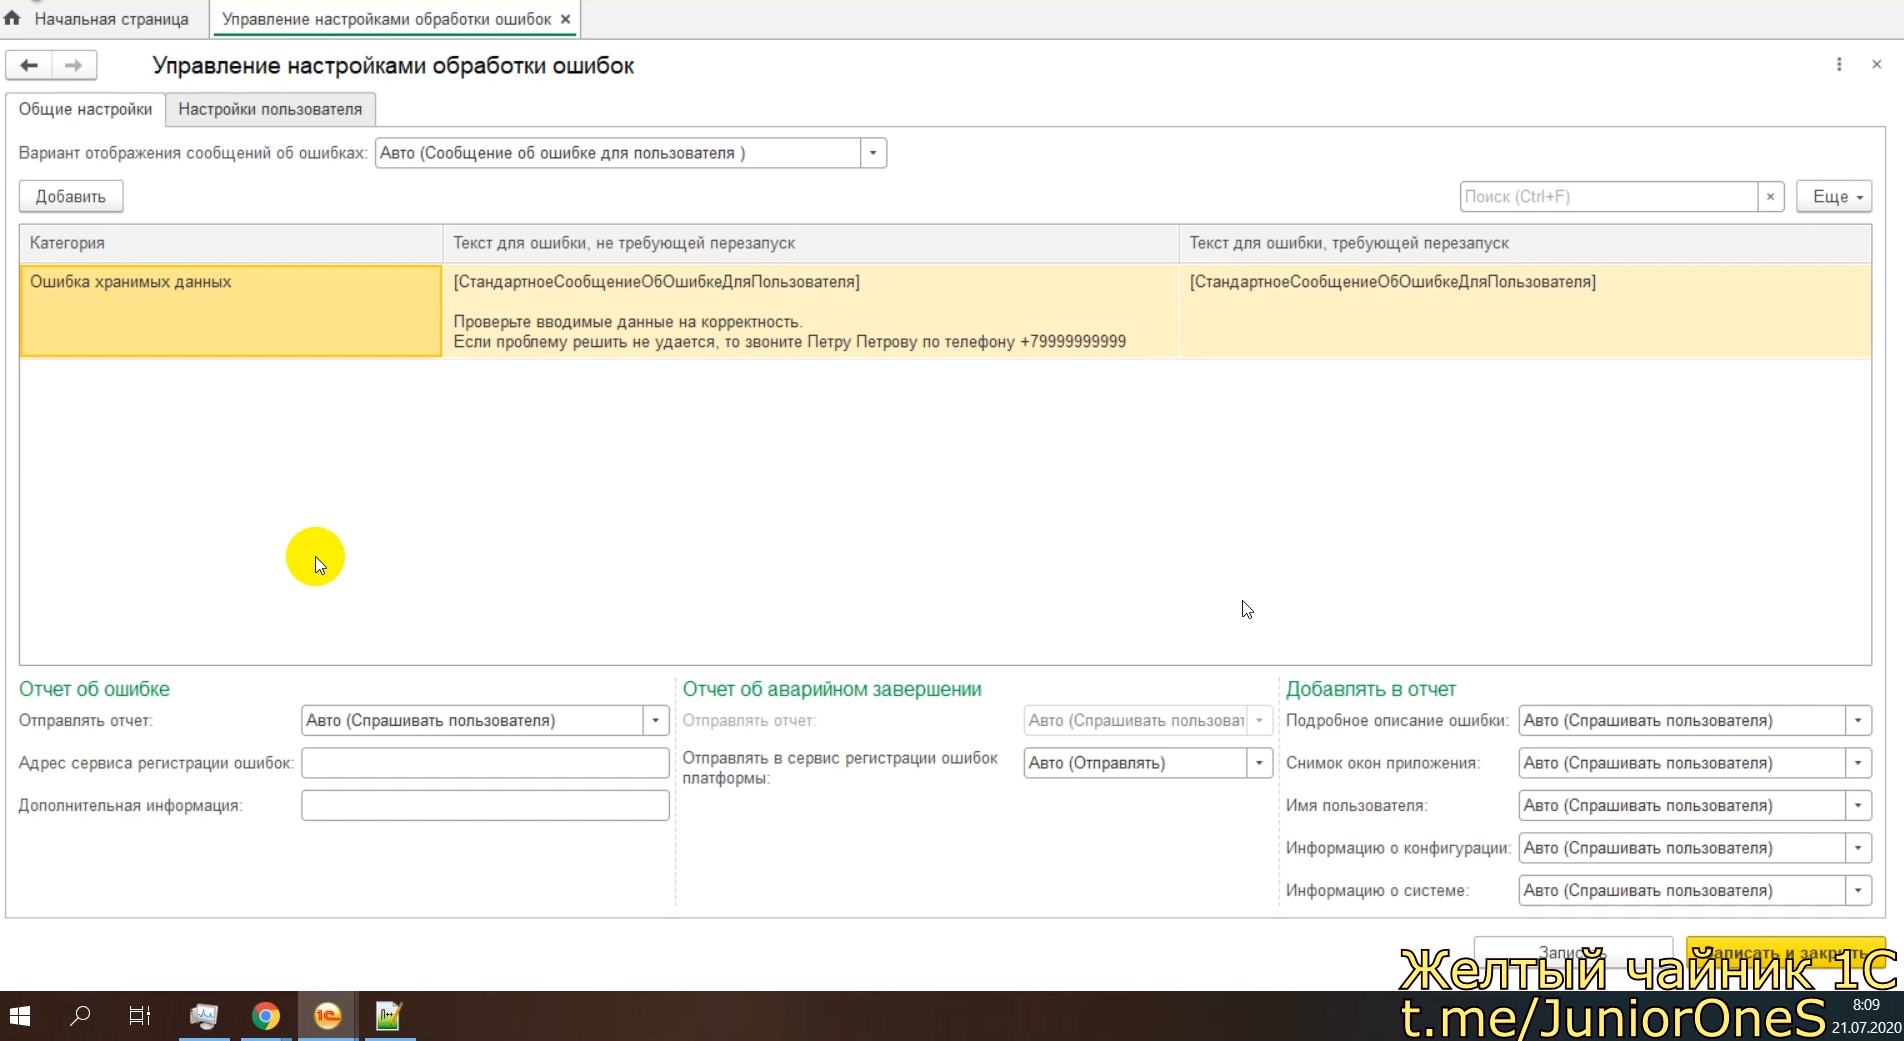 Начальная страница
Управление настройками обработки ошибок ×
Управление настройками обработки ошибок
Общие настройки
Настройки пользователя
Вариант отображения сообщений об ошибках: Авто (Сообщение об ошибке для пользователя )
Добавить
Поиск (Ctrl+F) ×
Еще
Категория
Текст для ошибки, не требующей перезапуск
Текст для ошибки, требующей перезапуск
Ошибка хранимых данных
[СтандартноеСообщениеОбОшибкеДляПользователя]
Проверьте вводимые данные на корректность.
Если проблему решить не удается, то звоните Петру Петрову по телефону +79999999999
[СтандартноеСообщениеОбОшибкеДляПользователя]
Отчет об ошибке
Отправлять отчет: Авто (Спрашивать пользователя)
Адрес сервиса регистрации ошибок:
Дополнительная информация:
Отчет об аварийном завершении
Отправлять отчет: Авто (Спрашивать пользоват
Отправлять в сервис регистрации ошибок
платформы:
Авто (Отправлять)
Добавлять в отчет
Подробное описание ошибки: Авто (Спрашивать пользователя)
Снимок окон приложения: Авто (Спрашивать пользователя)
Имя пользователя: Авто (Спрашивать пользователя)
Информацию о конфигурации: Авто (Спрашивать пользователя)
Информацию о системе: Авто (Спрашивать пользователя)
Желтый чайник 1С
t.me/JuniorOneS
8:09
21.07.2020